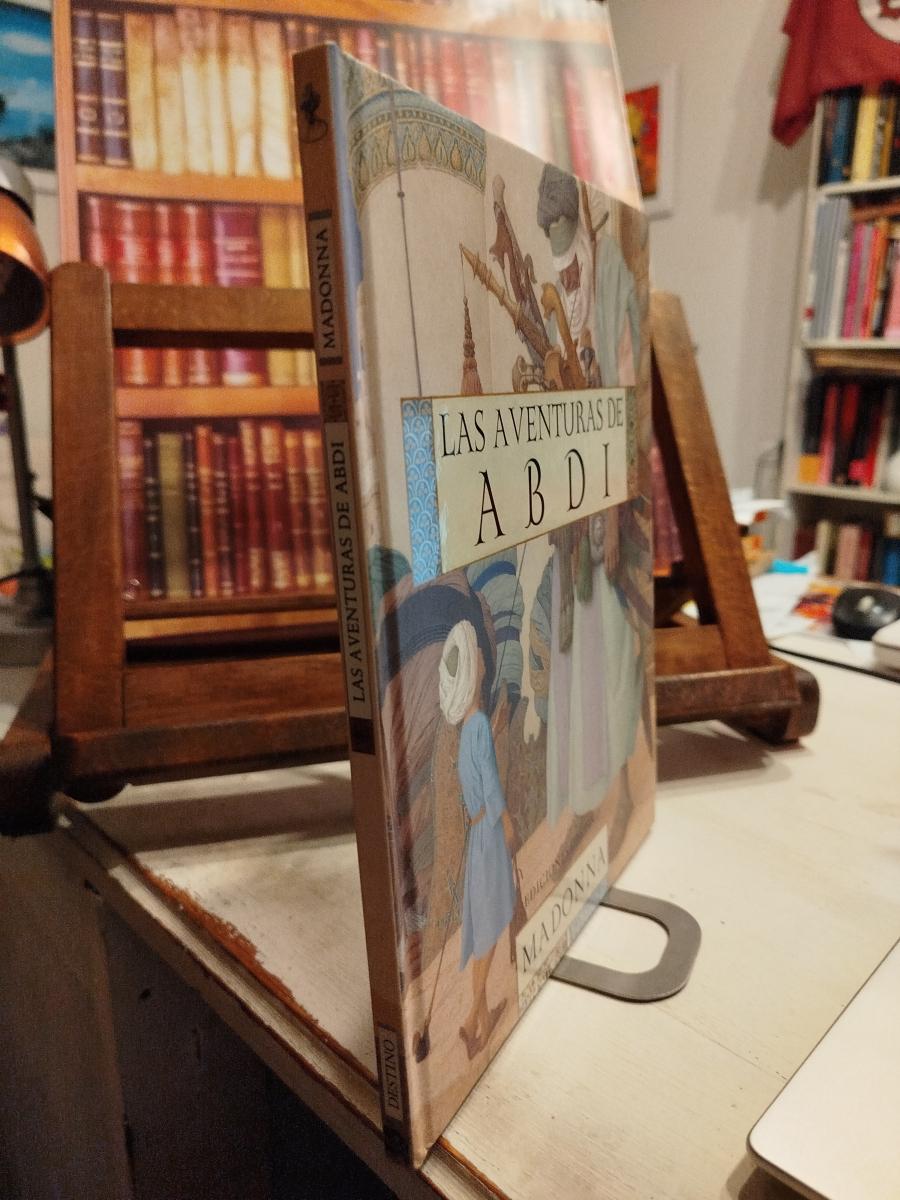 MADONNA
LAS AVENTURAS DE ABDI
DESTINO
LAS AVENTURAS DE
ABDI
MADONNA